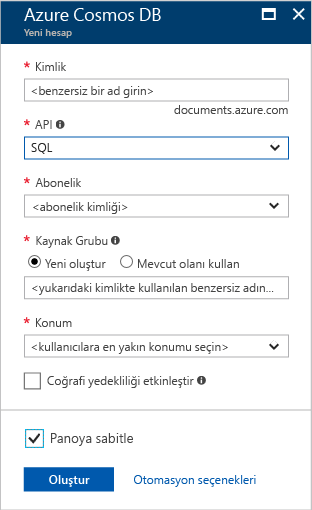 Azure Cosmos DB
Yeni hesap
* Kimlik
<benzersiz bir ad girin>
documents.azure.com
* API
SQL
* Abonelik
<abonelik kimliği>
* Kaynak Grubu
Yeni oluştur Mevcut olanı kullan
<yukarıdaki kimlikte kullanılan benzersiz adın...
* Konum
<kullanıcılara en yakın konumu seçin>
Coğrafi yedekliliği etkinleştir
Panoya sabitle
Oluştur Otomasyon seçenekleri